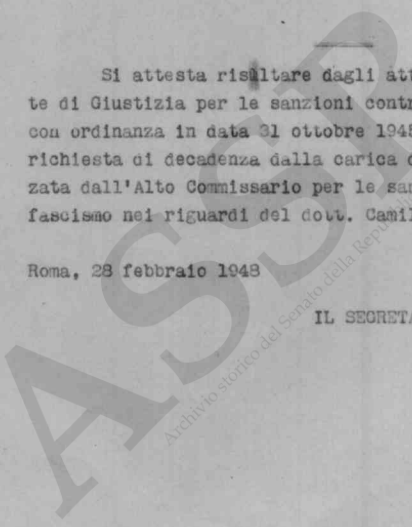 Si attesta risultare dagli att
te di Giustizia per le sanzioni contr
con ordinanza in data 31 ottobre 1945
richiesta di decadenza dalla carica d
zata dall'Alto Commissario per le san
fascismo nei riguardi del dott. Camil
Roma, 28 febbraio 1948
IL SEGRETA
ASSR
Archivio storico del Senato della Repubblica